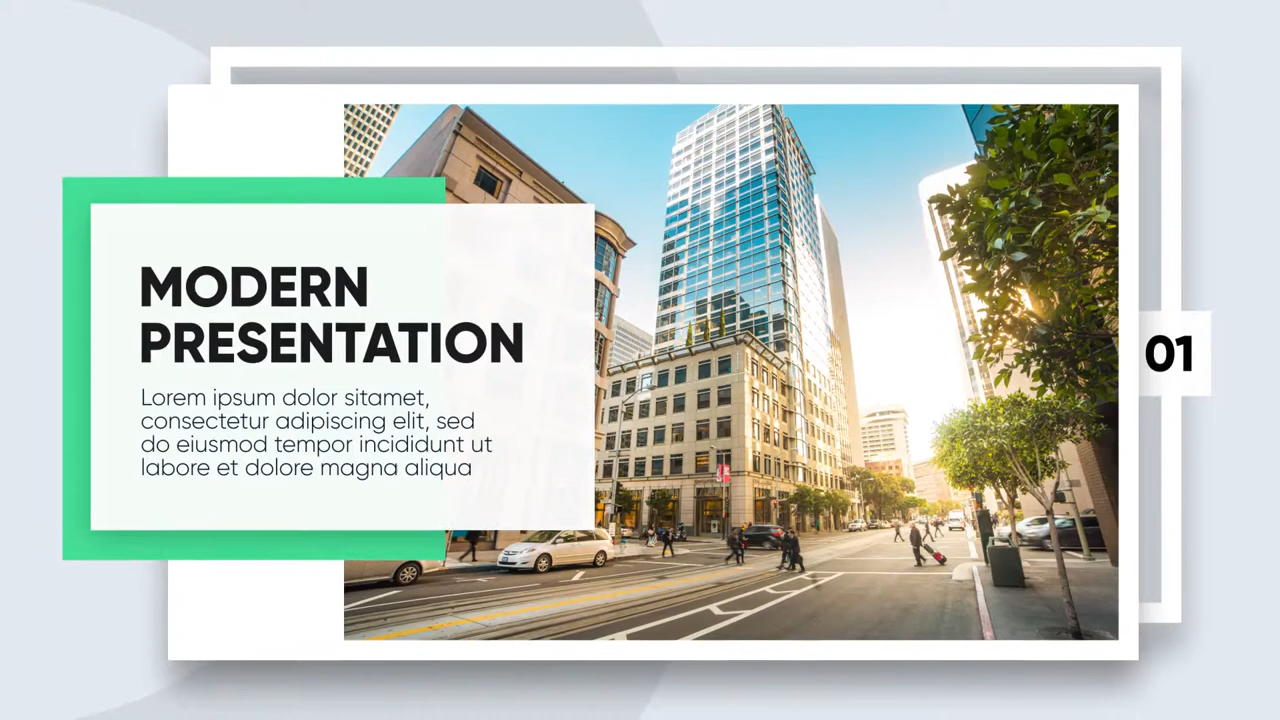 MODERN
PRESENTATION
Lorem ipsum dolor sitamet,
consectetur adipiscing elit, sed
do eiusmod tempor incididunt ut
labore et dolore magna aliqua
01